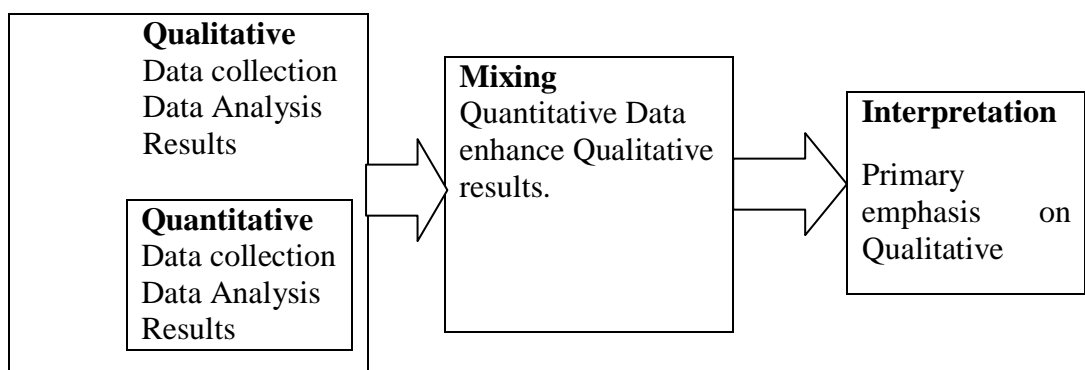 Qualitative
Data collection
Data Analysis
Results
Quantitative
Data collection
Data Analysis
Results
Mixing
Quantitative Data
enhance Qualitative
results.
Interpretation
Primary
emphasis on
Qualitative